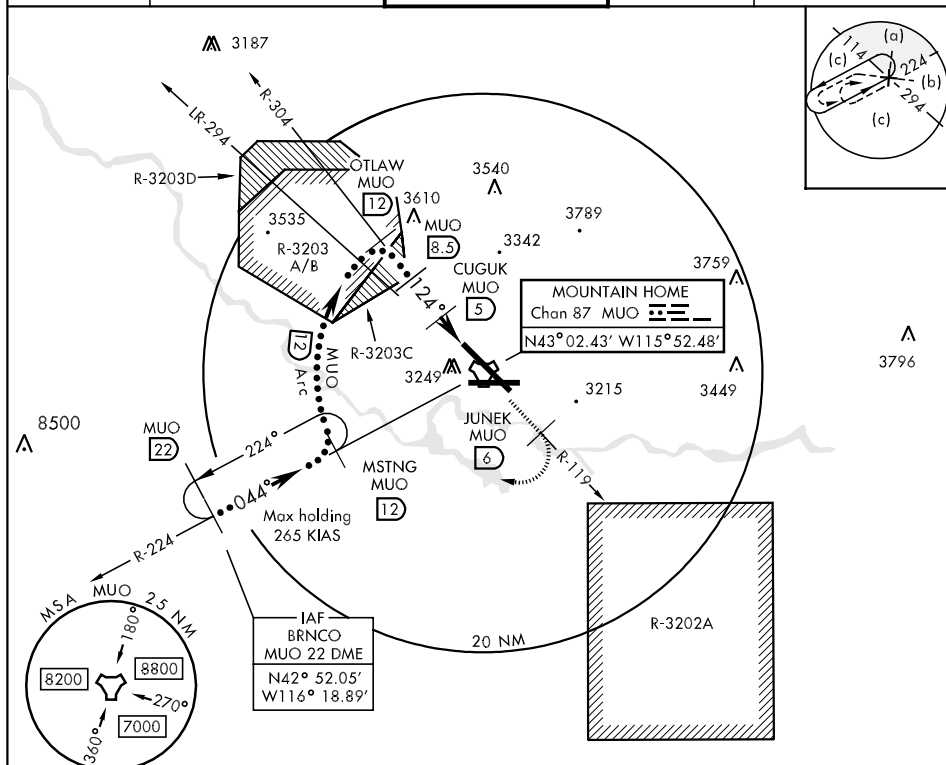 3187
(a)
(c)
114
224
(b)
294
(c)
R-304
LR-294
R-3203D
OTLAW
MUO
12
3540
3610
3535
R-3203
A/B
MUO
8.5
3342
3789
3759
CUGUK
MUO
5
124°
MOUNTAIN HOME
Chan 87 MUO
N43° 02.43' W115° 52.48'
R-3203C
12
MUO
Arc
3249
3215
3449
3796
8500
MUO
22
224°
044°
JUNEK
MUO
6
R-119
MSTNG
MUO
12
Max holding
265 KIAS
R-224
MSA MUO 25 NM
180°
8200
8800
270°
7000
360°
IAF
BRNCO
MUO 22 DME
N42° 52.05'
W116° 18.89'
20 NM
R-3202A